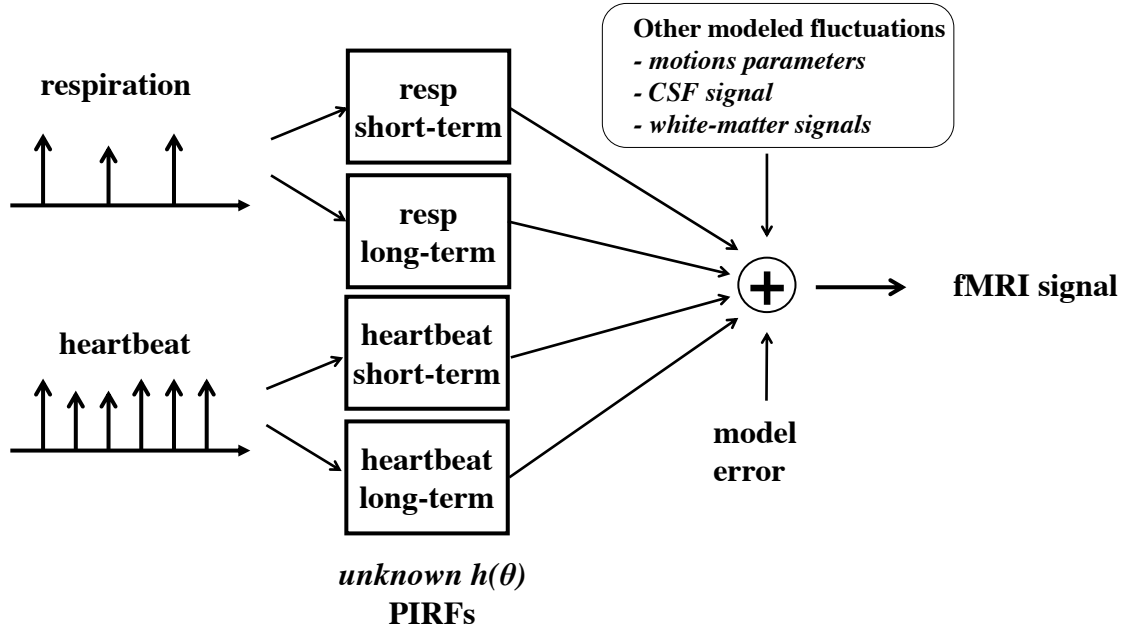 respiration
resp
short-term
resp
long-term
heartbeat
heartbeat
short-term
heartbeat
long-term
unknown h(θ)
PIRFs
Other modeled fluctuations
- motions parameters
- CSF signal
- white-matter signals
+
fMRI signal
model
error